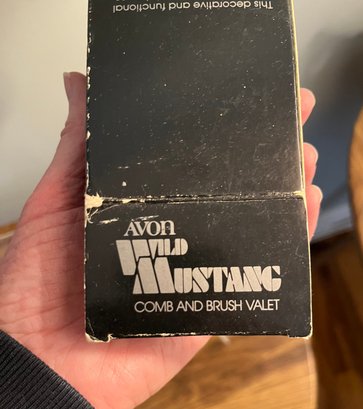 This decorative and functional
AVON
WILD
MUSTANG
COMB AND BRUSH VALET